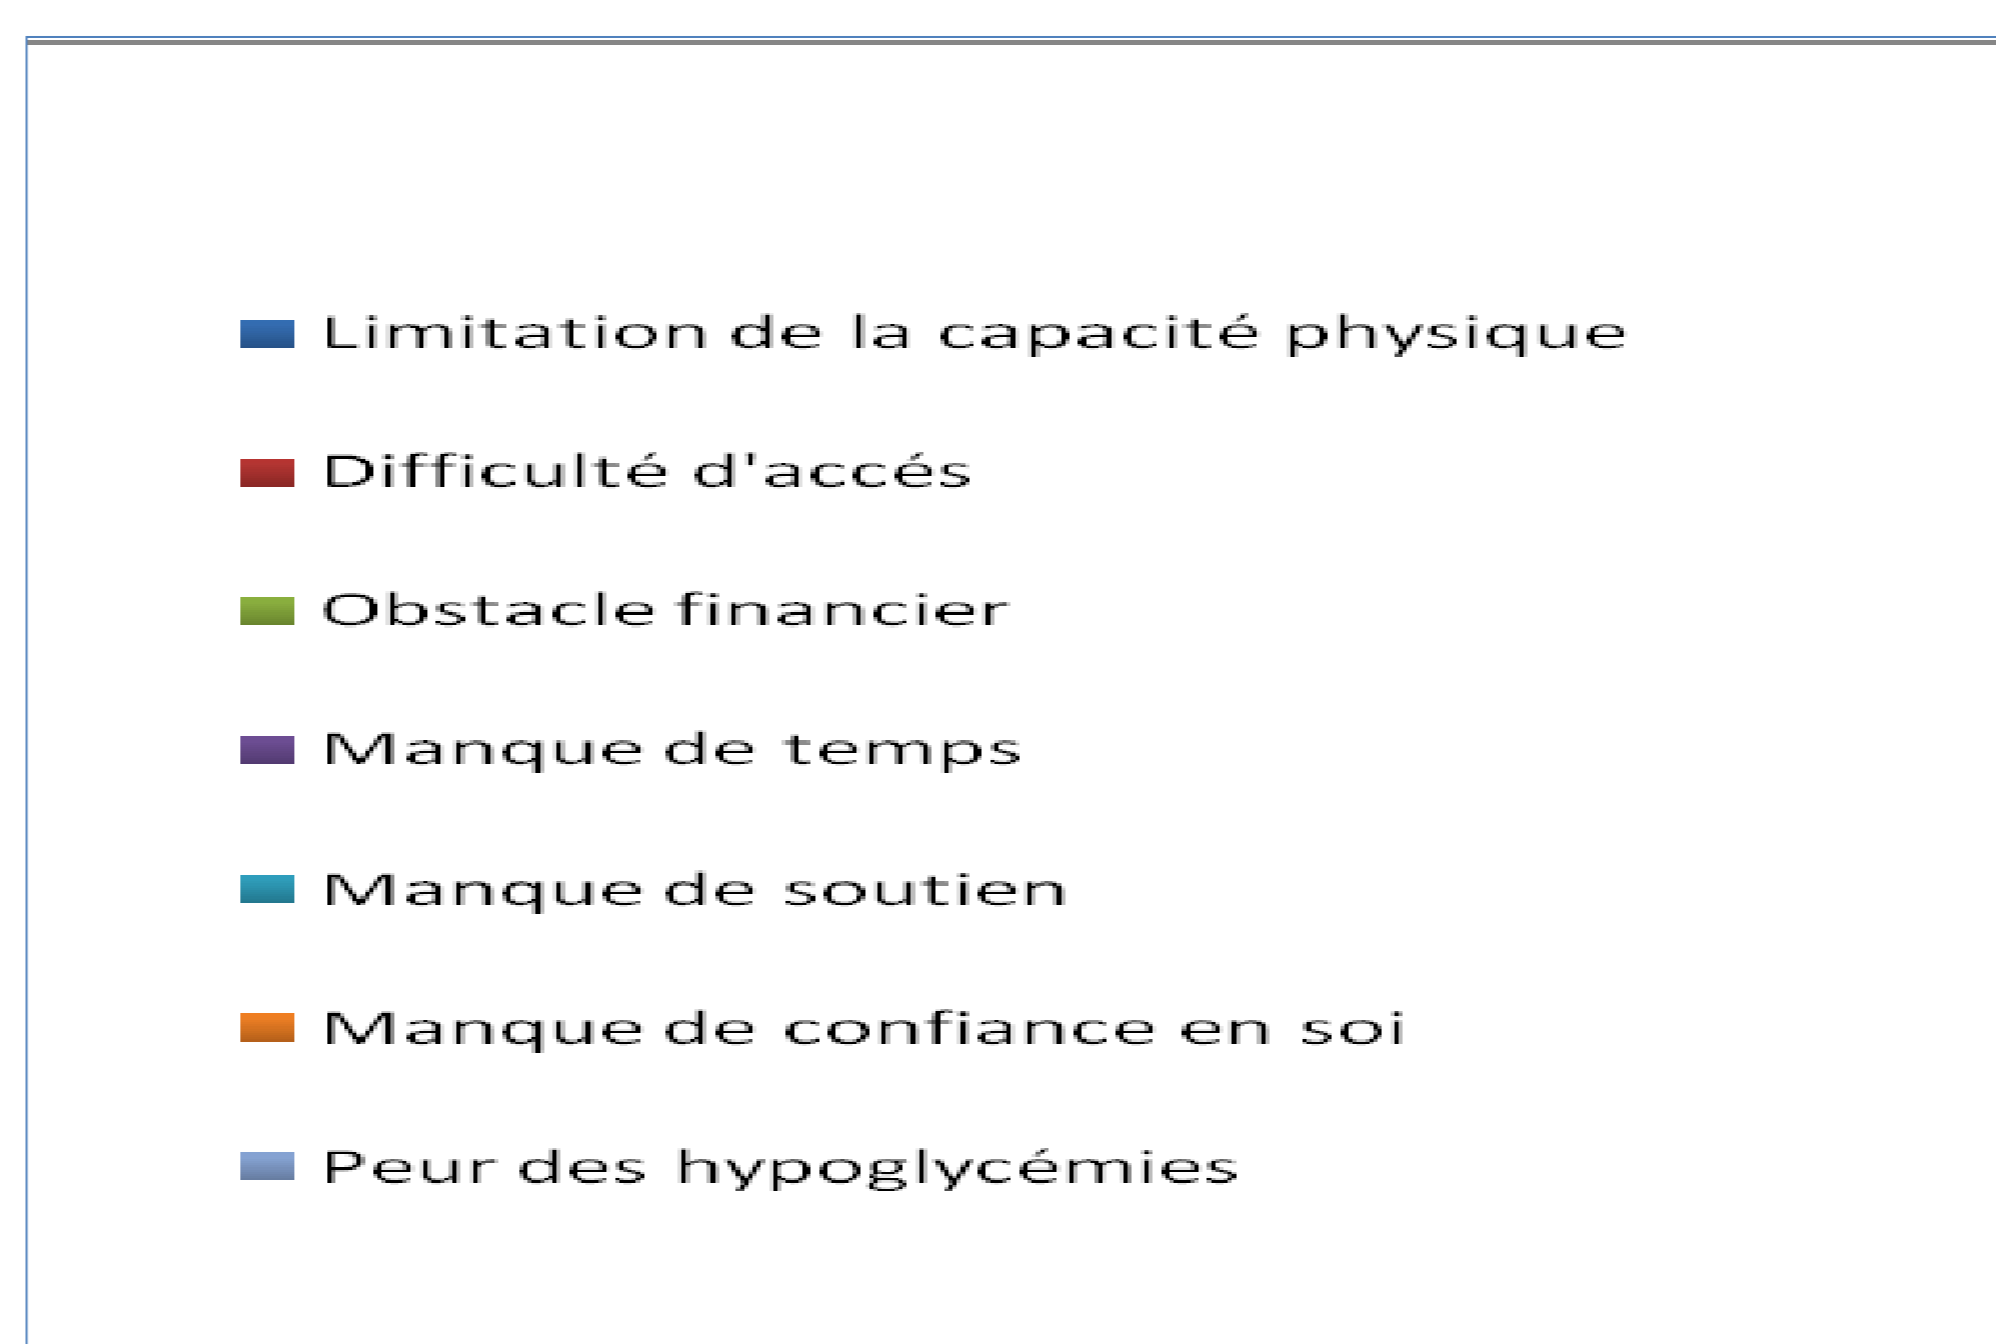 Limitation de la capacité physique
Difficulté d'accés
Obstacle financier
Manque de temps
Manque de soutien
Manque de confiance en soi
Peur des hypoglycémies